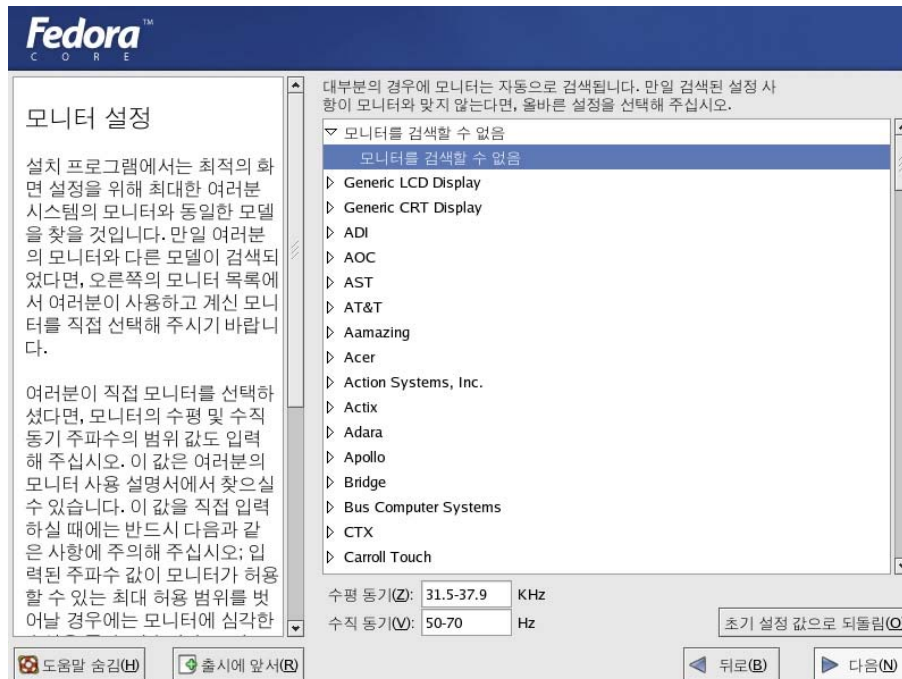 Fedora™
CORE
모니터 설정
설치 프로그램에서는 최적의 화
면 설정을 위해 최대한 여러분
시스템의 모니터와 동일한 모델
을 찾을 것입니다. 만일 여러분
의 모니터와 다른 모델이 검색되
었다면, 오른쪽의 모니터 목록에
서 여러분이 사용하고 계신 모니
터를 직접 선택해 주시기 바랍니
다.
여러분이 직접 모니터를 선택하
셨다면, 모니터의 수평 및 수직
동기 주파수의 범위 값도 입력
해 주십시오. 이 값은 여러분의
모니터 사용 설명서에서 찾으실
수 있습니다. 이 값을 직접 입력
하실 때에는 반드시 다음과 같
은 사항에 주의해 주십시오; 입
력된 주파수 값이 모니터가 허용
할 수 있는 최대 허용 범위를 벗
어날 경우에는 모니터에 심각한
대부분의 경우에 모니터는 자동으로 검색됩니다. 만일 검색된 설정 사
항이 모니터와 맞지 않는다면, 올바른 설정을 선택해 주십시오.
모니터를 검색할 수 없음
모니터를 검색할 수 없음
Generic LCD Display
Generic CRT Display
ADI
AOC
AST
AT&T
Aamazing
Acer
Action Systems, Inc.
Actix
Adara
Apollo
Bridge
Bus Computer Systems
CTX
Carroll Touch
수평 동기(Z): 31.5-37.9 KHz
수직 동기(V): 50-70 Hz
초기 설정 값으로 되돌림(O
도움말 숨김(H) 출시에 앞서(R) 뒤로(B) 다음(N)